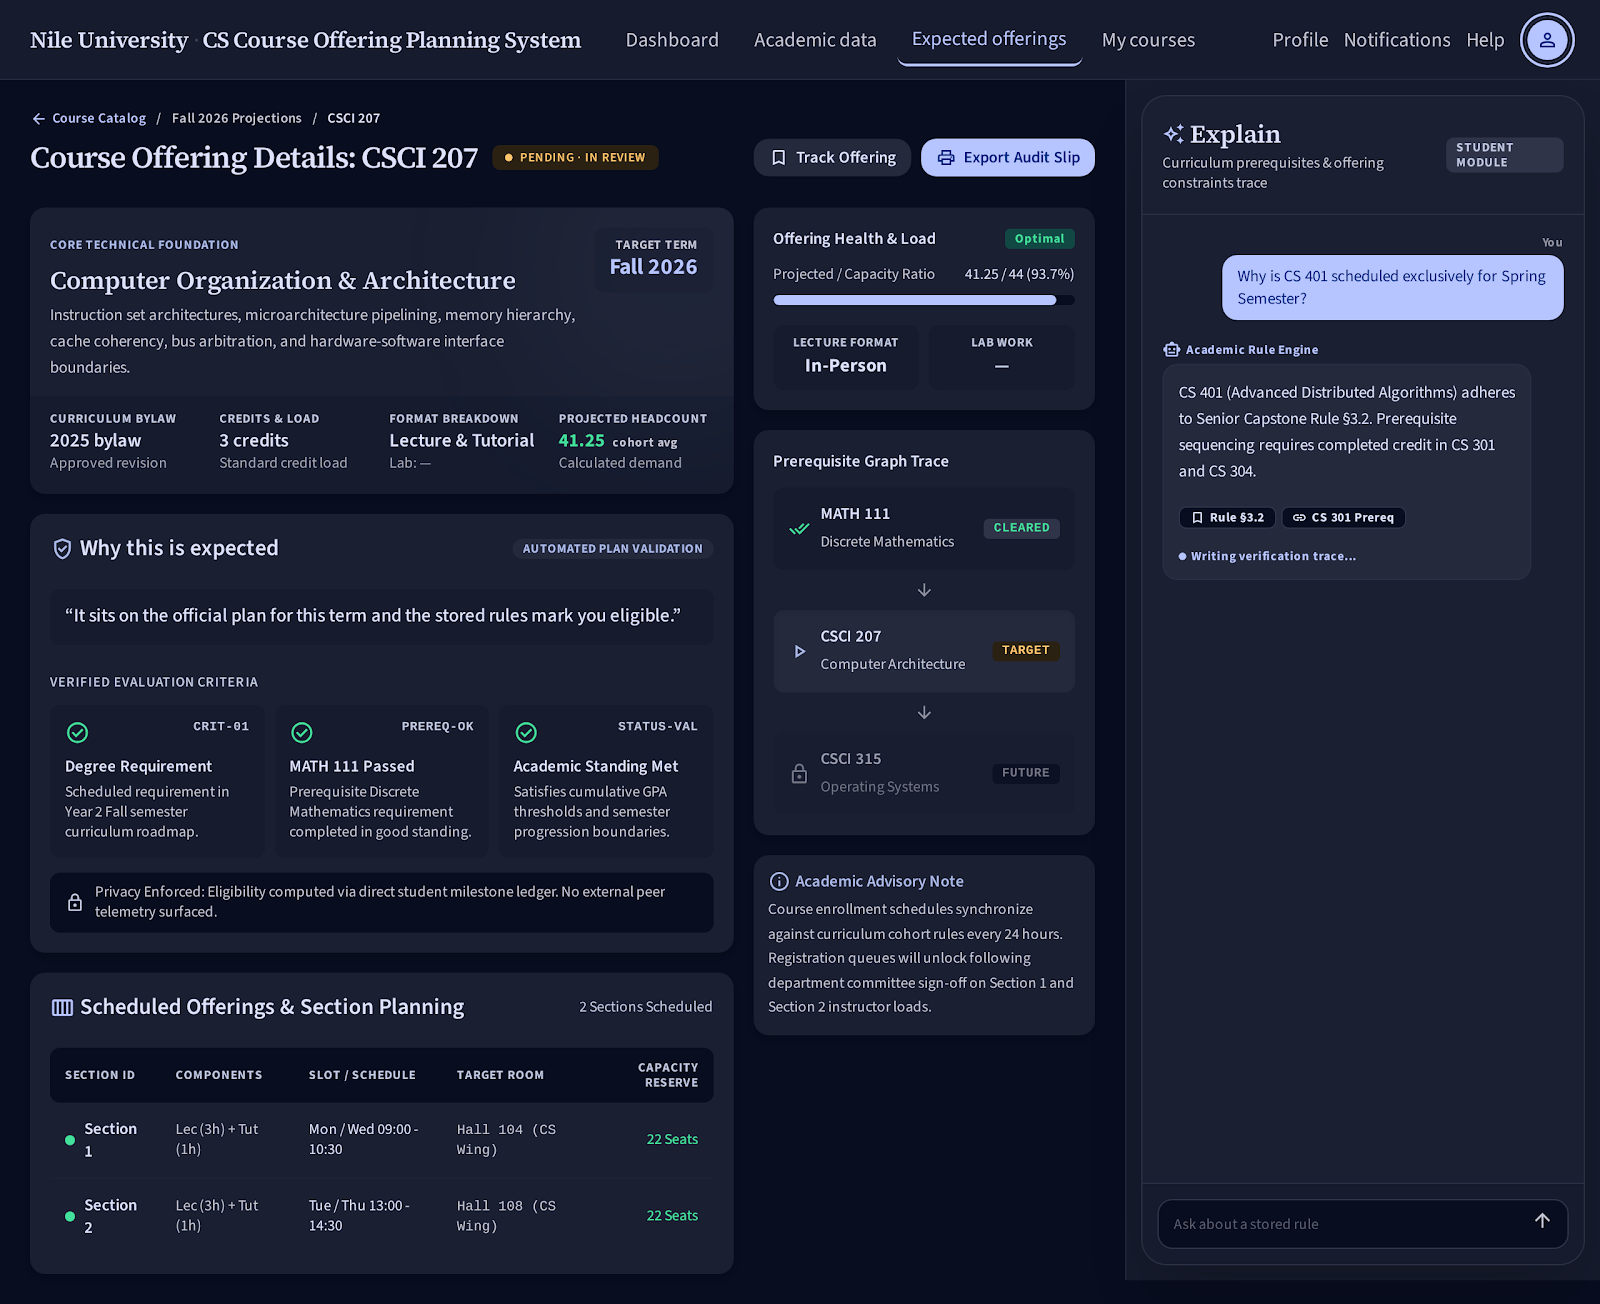 Nile University · CS Course Offering Planning System
Dashboard
Academic data
Expected offerings
My courses
Profile
Notifications
Help
← Course Catalog / Fall 2026 Projections / CSCI 207
Course Offering Details: CSCI 207
PENDING · IN REVIEW
Track Offering
Export Audit Slip
CORE TECHNICAL FOUNDATION
Computer Organization & Architecture
Instruction set architectures, microarchitecture pipelining, memory hierarchy,
cache coherency, bus arbitration, and hardware-software interface
boundaries.
TARGET TERM
Fall 2026
CURRICULUM BYLAW
2025 bylaw
Approved revision
CREDITS & LOAD
3 credits
Standard credit load
FORMAT BREAKDOWN
Lecture & Tutorial
Lab: —
PROJECTED HEADCOUNT
41.25 cohort avg
Calculated demand
Why this is expected
AUTOMATED PLAN VALIDATION
“It sits on the official plan for this term and the stored rules mark you eligible.”
VERIFIED EVALUATION CRITERIA
CRIT-01
Degree Requirement
Scheduled requirement in
Year 2 Fall semester
curriculum roadmap.
PREREQ-OK
MATH 111 Passed
Prerequisite Discrete
Mathematics requirement
completed in good standing.
STATUS-VAL
Academic Standing Met
Satisfies cumulative GPA
thresholds and semester
progression boundaries.
Privacy Enforced: Eligibility computed via direct student milestone ledger. No external peer
telemetry surfaced.
Scheduled Offerings & Section Planning
2 Sections Scheduled
SECTION ID
COMPONENTS
SLOT / SCHEDULE
TARGET ROOM
CAPACITY
RESERVE
Section
1
Lec (3h) + Tut
(1h)
Mon / Wed 09:00 -
10:30
Hall 104 (CS
Wing)
22 Seats
Section
2
Lec (3h) + Tut
(1h)
Tue / Thu 13:00 -
14:30
Hall 108 (CS
Wing)
22 Seats
Offering Health & Load
Optimal
Projected / Capacity Ratio
41.25 / 44 (93.7%)
LECTURE FORMAT
In-Person
LAB WORK
—
Prerequisite Graph Trace
MATH 111
Discrete Mathematics
CLEARED
↓
CSCI 207
Computer Architecture
TARGET
↓
CSCI 315
Operating Systems
FUTURE
Academic Advisory Note
Course enrollment schedules synchronize
against curriculum cohort rules every 24 hours.
Registration queues will unlock following
department committee sign-off on Section 1 and
Section 2 instructor loads.
Explain
Curriculum prerequisites & offering
constraints trace
STUDENT
MODULE
You
Why is CS 401 scheduled exclusively for Spring
Semester?
Academic Rule Engine
CS 401 (Advanced Distributed Algorithms) adheres
to Senior Capstone Rule §3.2. Prerequisite
sequencing requires completed credit in CS 301
and CS 304.
Rule §3.2
CS 301 Prereq
Writing verification trace...
Ask about a stored rule